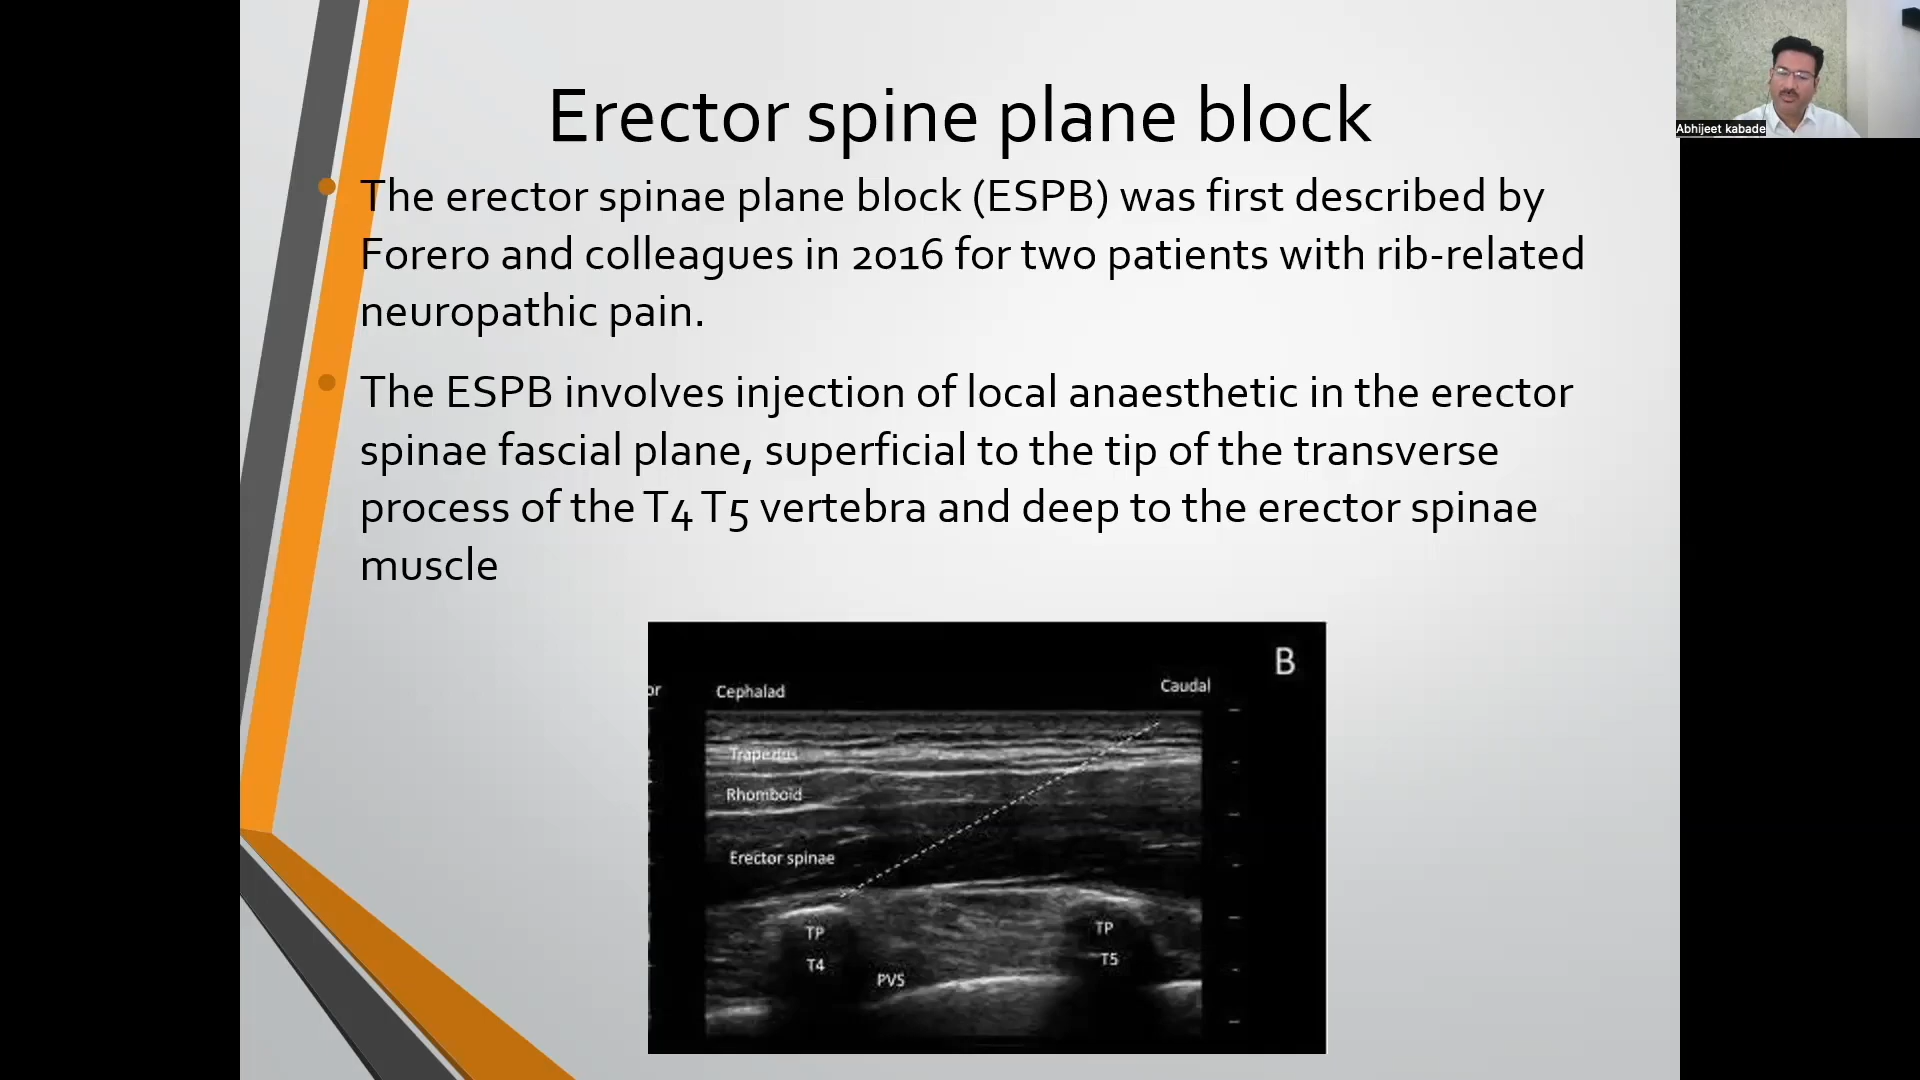 Erector spine plane block
Abhijeet kabade
The erector spinae plane block (ESPB) was first described by
Forero and colleagues in 2016 for two patients with rib-related
neuropathic pain.
The ESPB involves injection of local anaesthetic in the erector
spinae fascial plane, superficial to the tip of the transverse
process of the T4 T5 vertebra and deep to the erector spinae
muscle
B
or
Cephalad
Caudal
Trapezius
Rhomboid
Erector spinae
TP
T4
PVS
TP
T5